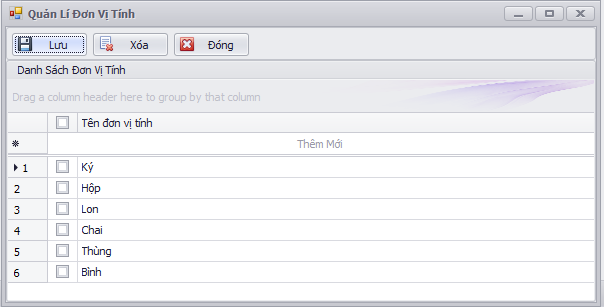 Quản Lí Đơn Vị Tính
Lưu Xóa Đóng
Danh Sách Đơn Vị Tính
Drag a column header here to group by that column
Tên đơn vị tính
Thêm Mới
1 Ký
2 Hộp
3 Lon
4 Chai
5 Thùng
6 Bình